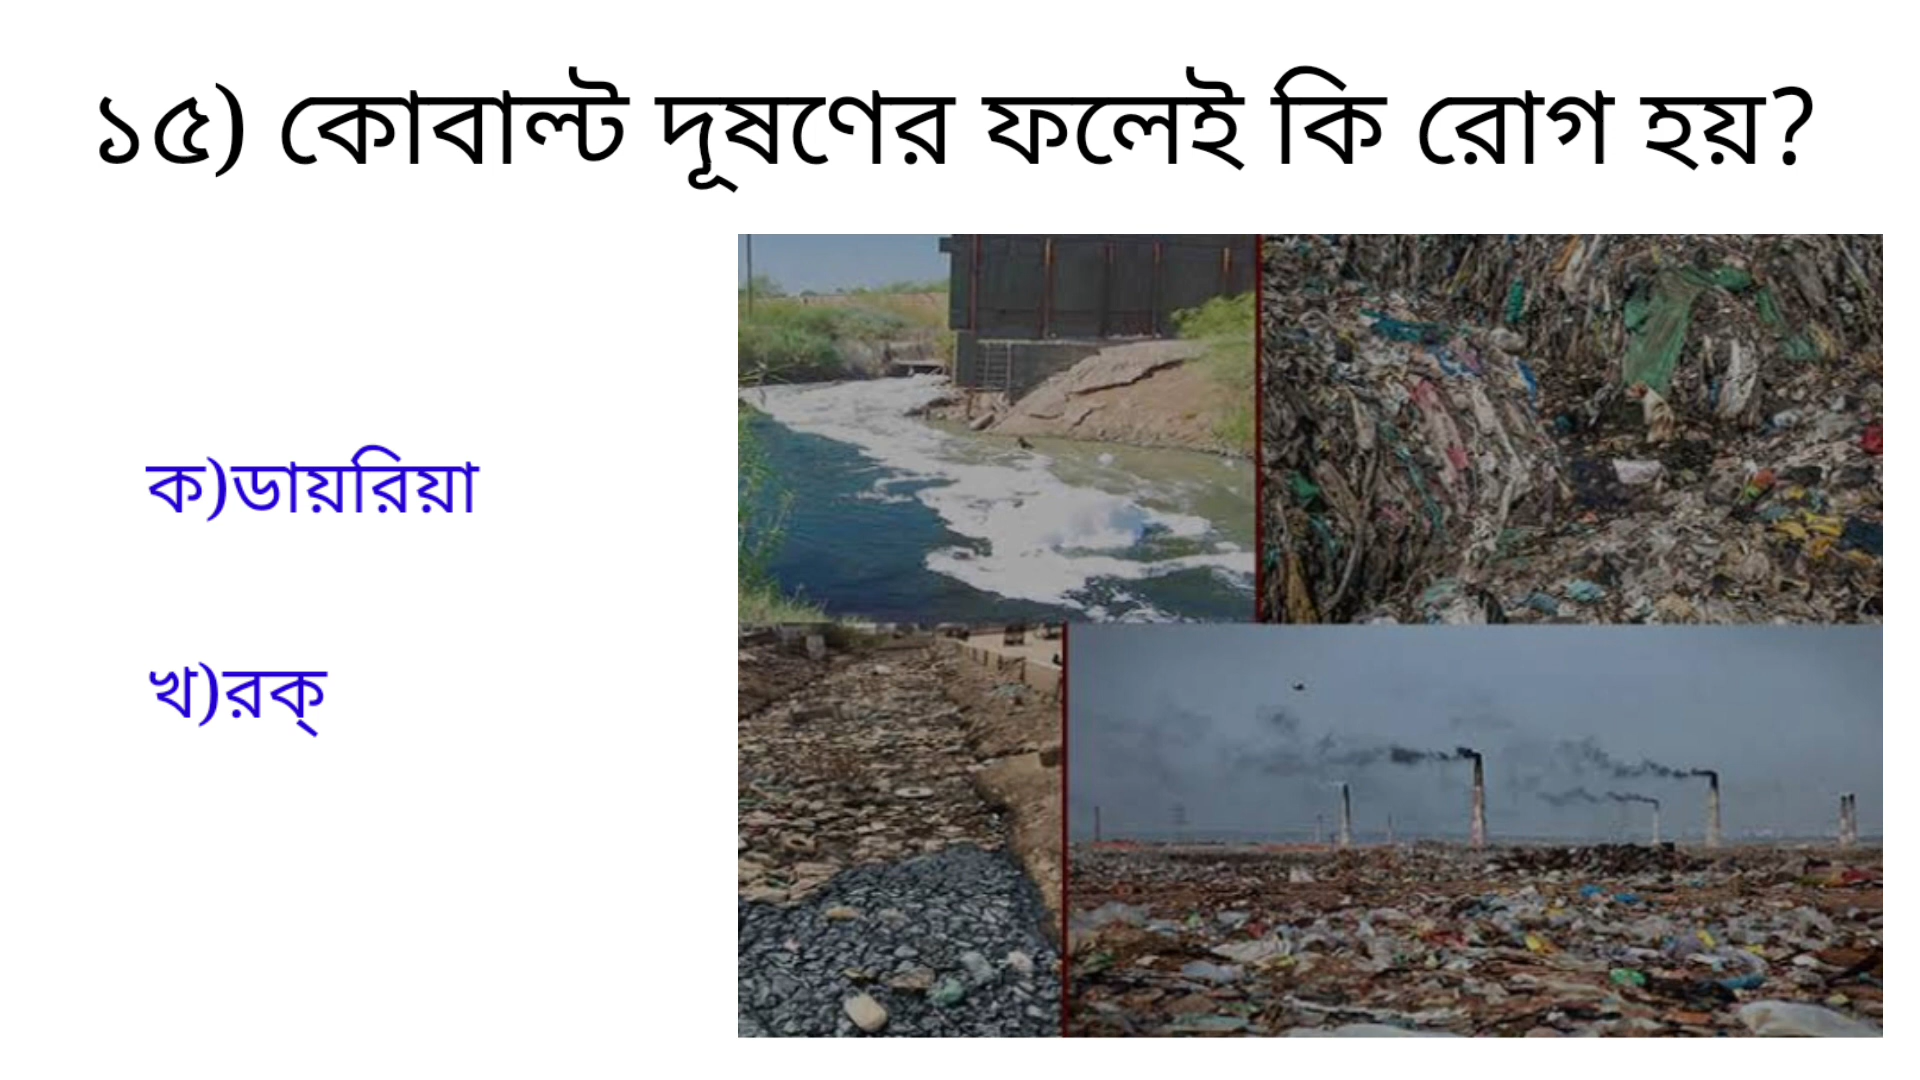 ১৫) কোবাল্ট দূষণের ফলেই কি রোগ হয়?
ক)ডায়রিয়া
খ)রক্